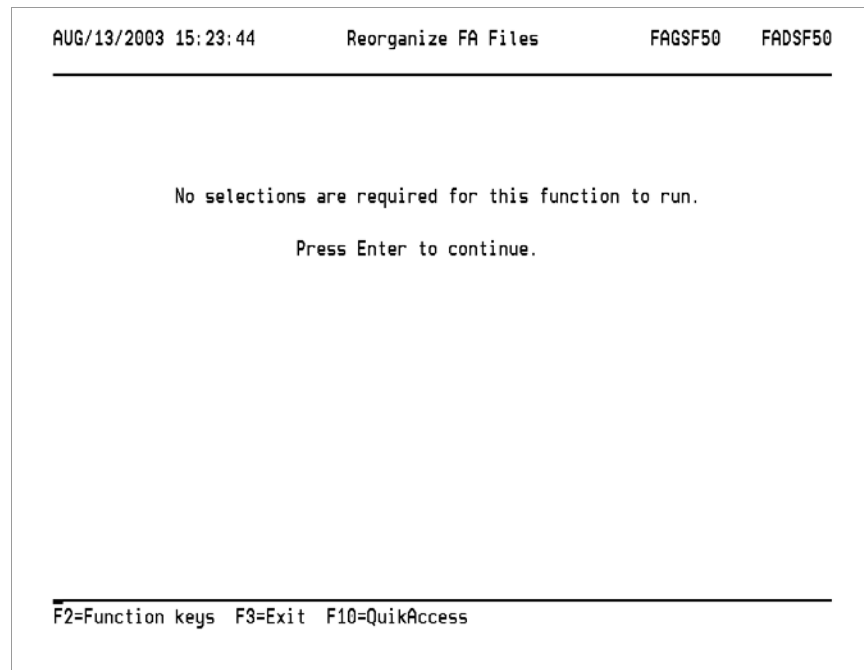 AUG/13/2003 15:23:44 Reorganize FA Files FAGSF50 FADSF50
No selections are required for this function to run.
Press Enter to continue.
F2=Function keys F3=Exit F10=QuikAccess